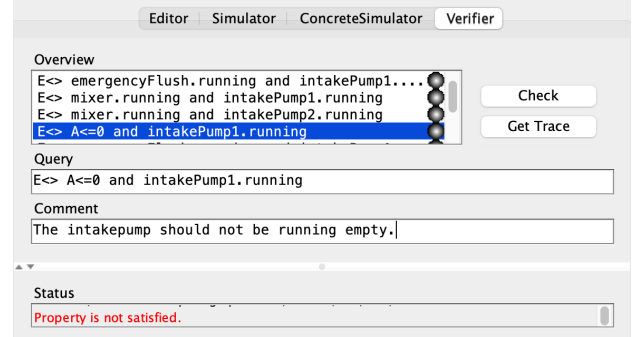 Editor Simulator ConcreteSimulator Verifier
Overview
E<> emergencyFlush.running and intakePump1....
E<> mixer.running and intakePump1.running
Check
E<> mixer.running and intakePump2.running
E<> A<=0 and intakePump1.running
Get Trace
Query
E<> A<=0 and intakePump1.running
Comment
The intakepump should not be running empty.
Status
Property is not satisfied.